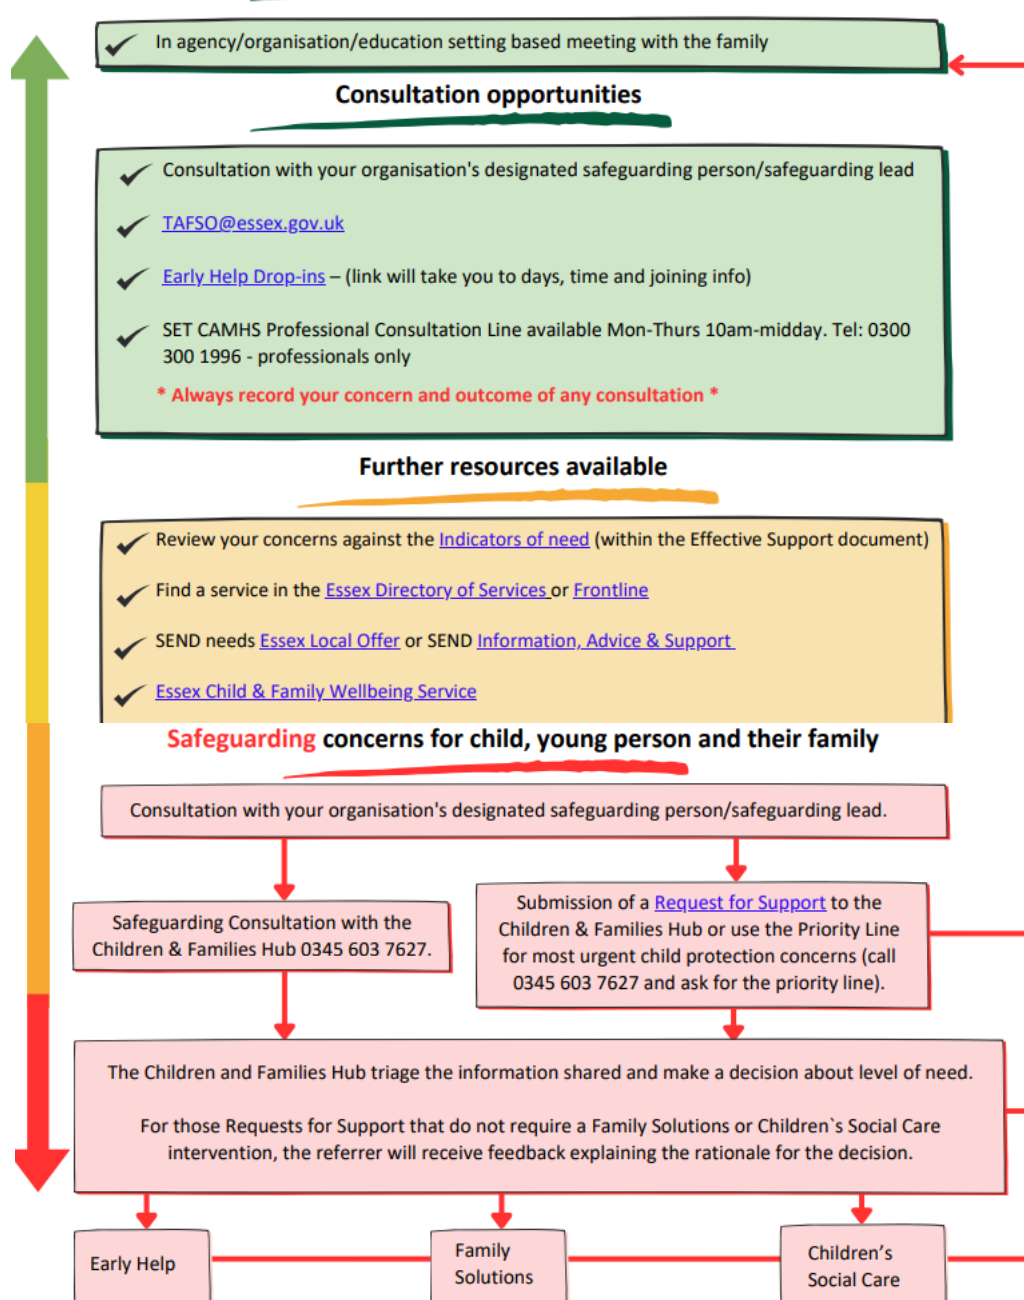 In agency/organisation/education setting based meeting with the family
Consultation opportunities
Consultation with your organisation's designated safeguarding person/safeguarding lead
TAFSO@essex.gov.uk
Early Help Drop-ins – (link will take you to days, time and joining info)
SET CAMHS Professional Consultation Line available Mon-Thurs 10am-midday. Tel: 0300
300 1996 - professionals only
* Always record your concern and outcome of any consultation *
Further resources available
Review your concerns against the Indicators of need (within the Effective Support document)
Find a service in the Essex Directory of Services or Frontline
SEND needs Essex Local Offer or SEND Information, Advice & Support
Essex Child & Family Wellbeing Service
Safeguarding concerns for child, young person and their family
Consultation with your organisation's designated safeguarding person/safeguarding lead.
Safeguarding Consultation with the
Children & Families Hub 0345 603 7627.
Submission of a Request for Support to the
Children & Families Hub or use the Priority Line
for most urgent child protection concerns (call
0345 603 7627 and ask for the priority line).
The Children and Families Hub triage the information shared and make a decision about level of need.
For those Requests for Support that do not require a Family Solutions or Children`s Social Care
intervention, the referrer will receive feedback explaining the rationale for the decision.
Early Help
Family
Solutions
Children’s
Social Care